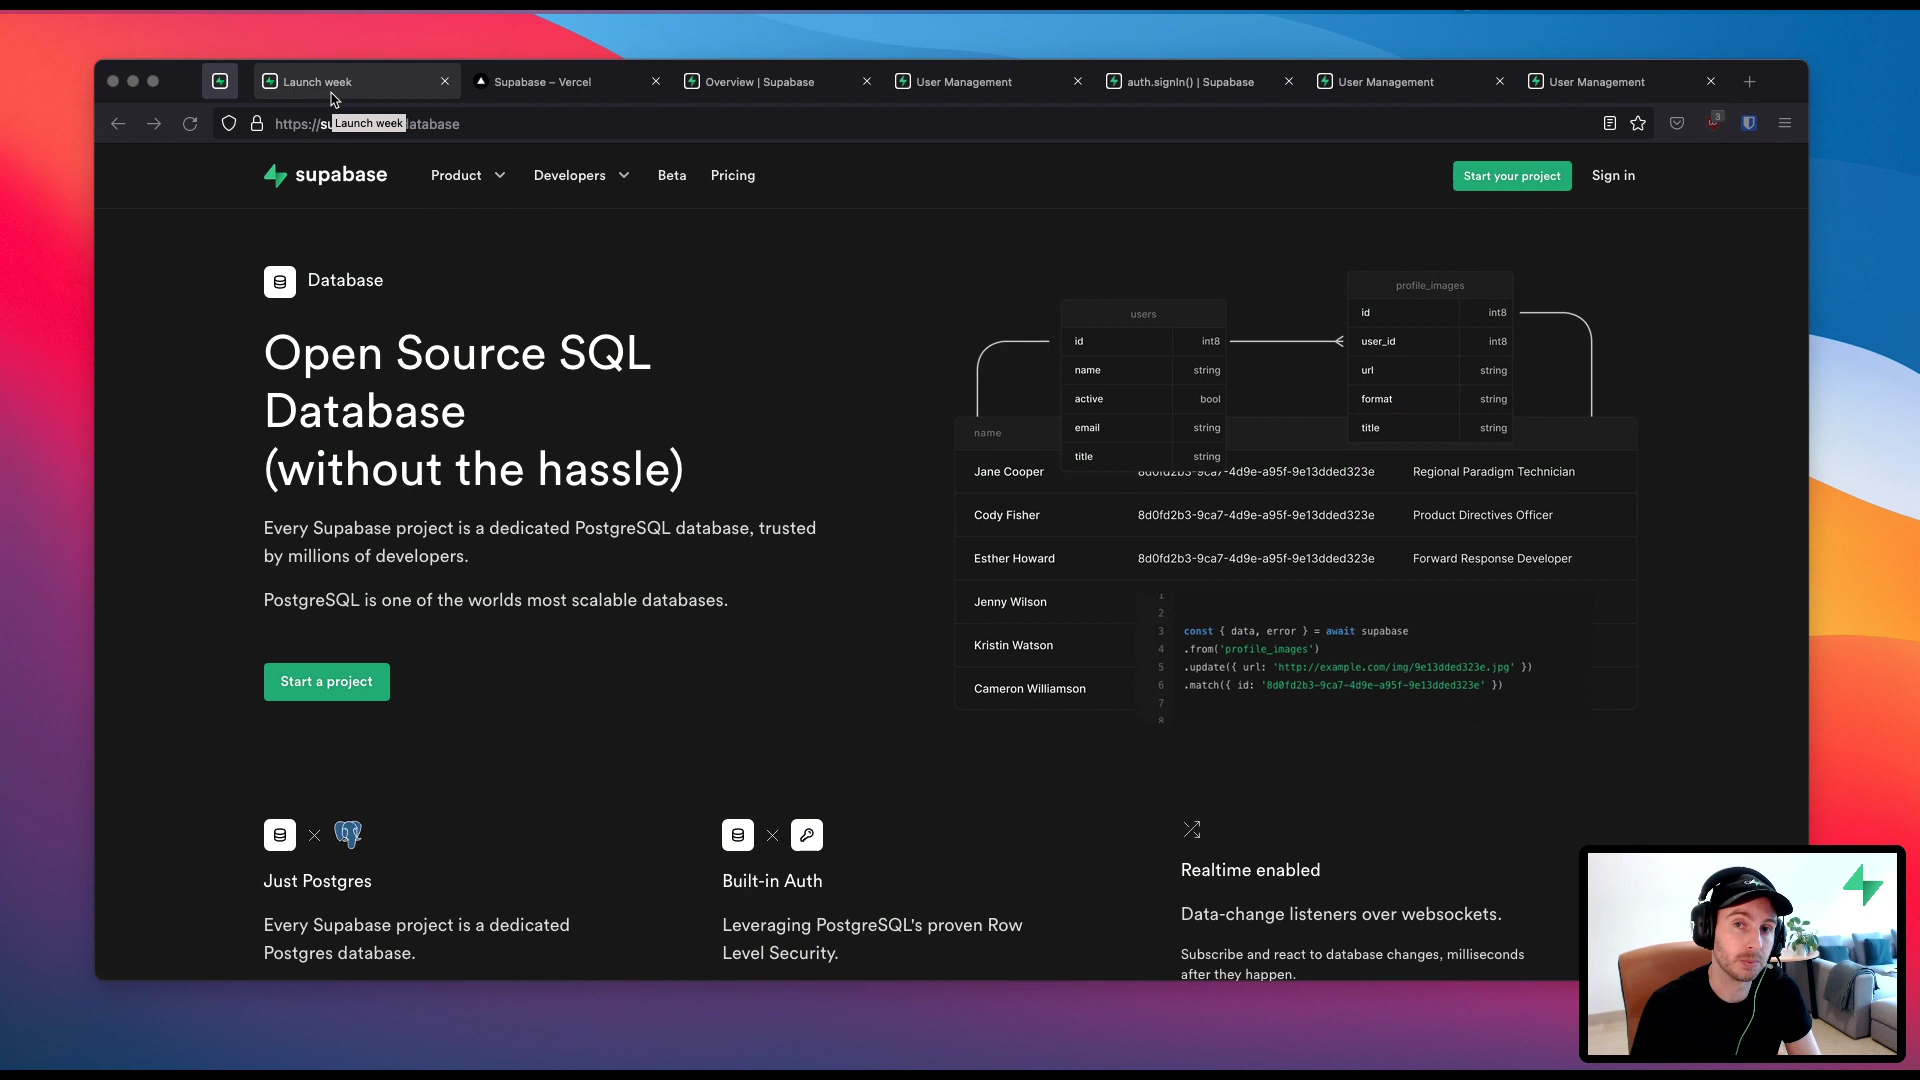 Launch week
Supabase – Vercel
Overview | Supabase
User Management
auth.signIn() | Supabase
User Management
User Management
https://su
Launch week
database
3
supabase
Product
Developers
Beta
Pricing
Start your project
Sign in
Database
Open Source SQL
Database
(without the hassle)
Every Supabase project is a dedicated PostgreSQL database, trusted
by millions of developers.
PostgreSQL is one of the worlds most scalable databases.
Start a project
users
id int8
name string
active bool
email string
title string
profile_images
id int8
user_id int8
url string
format string
title string
name
Jane Cooper 8d0fd2b3-9ca7-4d9e-a95f-9e13dded323e Regional Paradigm Technician
Cody Fisher 8d0fd2b3-9ca7-4d9e-a95f-9e13dded323e Product Directives Officer
Esther Howard 8d0fd2b3-9ca7-4d9e-a95f-9e13dded323e Forward Response Developer
Jenny Wilson
Kristin Watson
Cameron Williamson
1
2
3 const { data, error } = await supabase
4 .from('profile_images')
5 .update({ url: 'http://example.com/img/9e13dded323e.jpg' })
6 .match({ id: '8d0fd2b3-9ca7-4d9e-a95f-9e13dded323e' })
7
8
Just Postgres
Every Supabase project is a dedicated
Postgres database.
Built-in Auth
Leveraging PostgreSQL's proven Row
Level Security.
Realtime enabled
Data-change listeners over websockets.
Subscribe and react to database changes, milliseconds
after they happen.